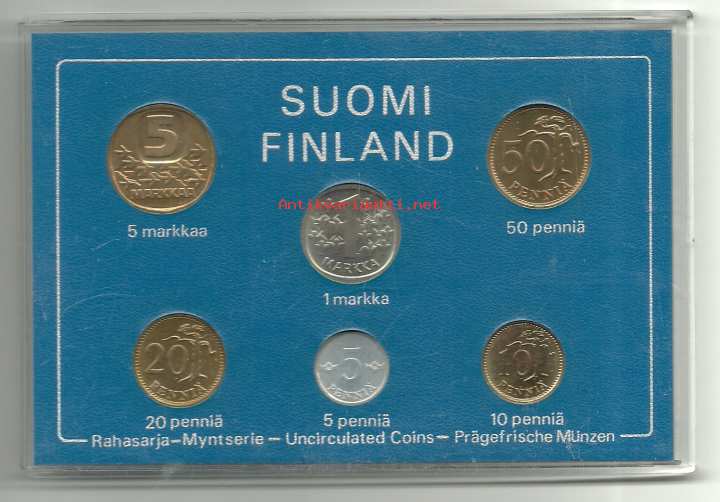 SUOMI
FINLAND
5
MARKKAA
5 markkaa
50
PENNIÄ
50 penniä
Antikvariaatti.net
1
MARKKA
1 markka
20
PENNIÄ
20 penniä
5
PENNIÄ
5 penniä
10
PENNIÄ
10 penniä
Rahasarja–Myntserie–Uncirculated Coins–Prägefrische Münzen